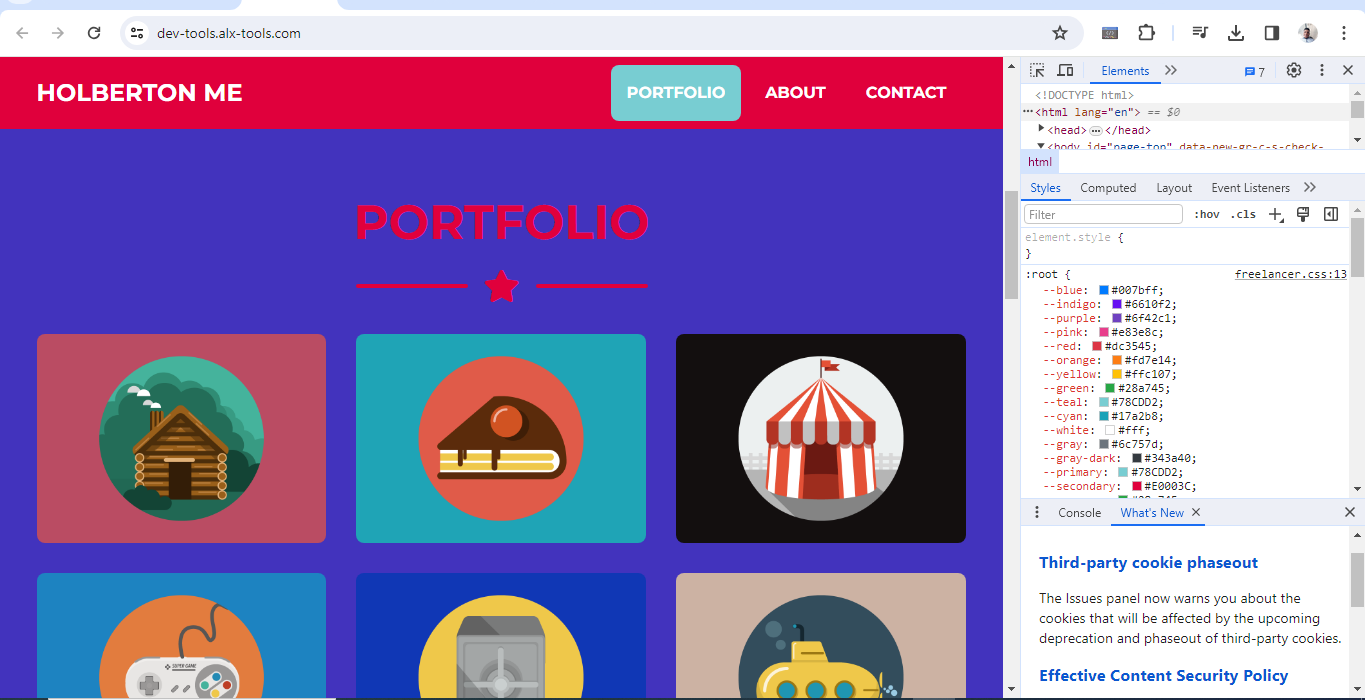 dev-tools.alx-tools.com
HOLBERTON ME
PORTFOLIO
ABOUT
CONTACT
PORTFOLIO
SUPER GAME
Elements
7
<!DOCTYPE html>
<html lang="en"> == $0
<head> </head>
<body id="page-top" data-new-gr-c-s-check-
html
Styles
Computed
Layout
Event Listeners
Filter
:hov .cls
element.style {
}
:root { freelancer.css:13
--blue: #007bff;
--indigo: #6610f2;
--purple: #6f42c1;
--pink: #e83e8c;
--red: #dc3545;
--orange: #fd7e14;
--yellow: #ffc107;
--green: #28a745;
--teal: #78CDD2;
--cyan: #17a2b8;
--white: #fff;
--gray: #6c757d;
--gray-dark: #343a40;
--primary: #78CDD2;
--secondary: #E0003C;
Console
What's New
Third-party cookie phaseout
The Issues panel now warns you about the
cookies that will be affected by the upcoming
deprecation and phaseout of third-party cookies.
Effective Content Security Policy